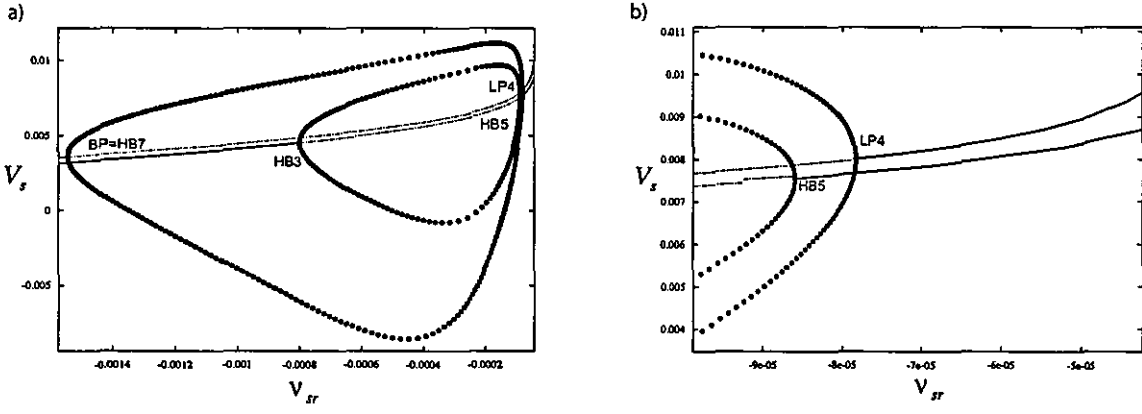 a)
0.01
LP4
0.005
HB5
BP=HB7
HB3
V_s
0
-0.005
-0.0014 -0.0012 -0.001 -0.0008 -0.0006 -0.0004 -0.0002
ν_sr
b)
0.011
0.01
0.009
LP4
0.008
V_s
HB5
0.007
0.006
0.005
0.004
-9e-05 -8e-05 -7e-05 -6e-05 -5e-05
ν_sr